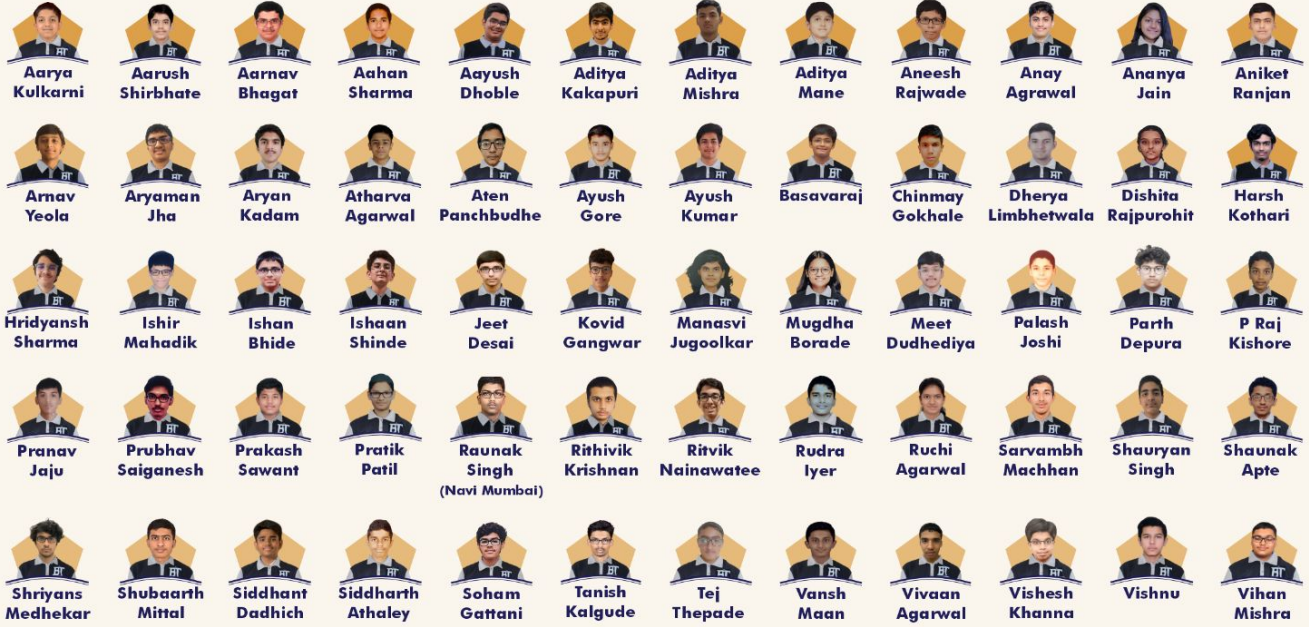 Aarya Kulkarni
Aarush Shirbhate
Aarnav Bhagat
Aahan Sharma
Aayush Dhoble
Aditya Kakapuri
Aditya Mishra
Aditya Mane
Aneesh Rajwade
Anay Agrawal
Ananya Jain
Aniket Ranjan
Arnav Yeola
Aryaman Jha
Aryan Kadam
Atharva Agarwal
Aten Panchbudhe
Ayush Gore
Ayush Kumar
Basavaraj
Chinmay Gokhale
Dherya Limbhetwala
Dishita Rajpurohit
Harsh Kothari
Hridyansh Sharma
Ishir Mahadik
Ishan Bhide
Ishaan Shinde
Jeet Desai
Kovid Gangwar
Manasvi Jugoolkar
Mugdha Borade
Meet Dudhediya
Palash Joshi
Parth Depura
P Raj Kishore
Pranav Jaju
Prubhav Saiganesh
Prakash Sawant
Pratik Patil
Raunak Singh (Navi Mumbai)
Rithivik Krishnan
Ritvik Nainawatee
Rudra Iyer
Ruchi Agarwal
Sarvambh Machhan
Shauryan Singh
Shaunak Apte
Shriyans Medhekar
Shubaarth Mittal
Siddhant Dadhich
Siddharth Athaley
Soham Gattani
Tanish Kalgude
Tej Thepade
Vansh Maan
Vivaan Agarwal
Vishesh Khanna
Vishnu
Vihan Mishra